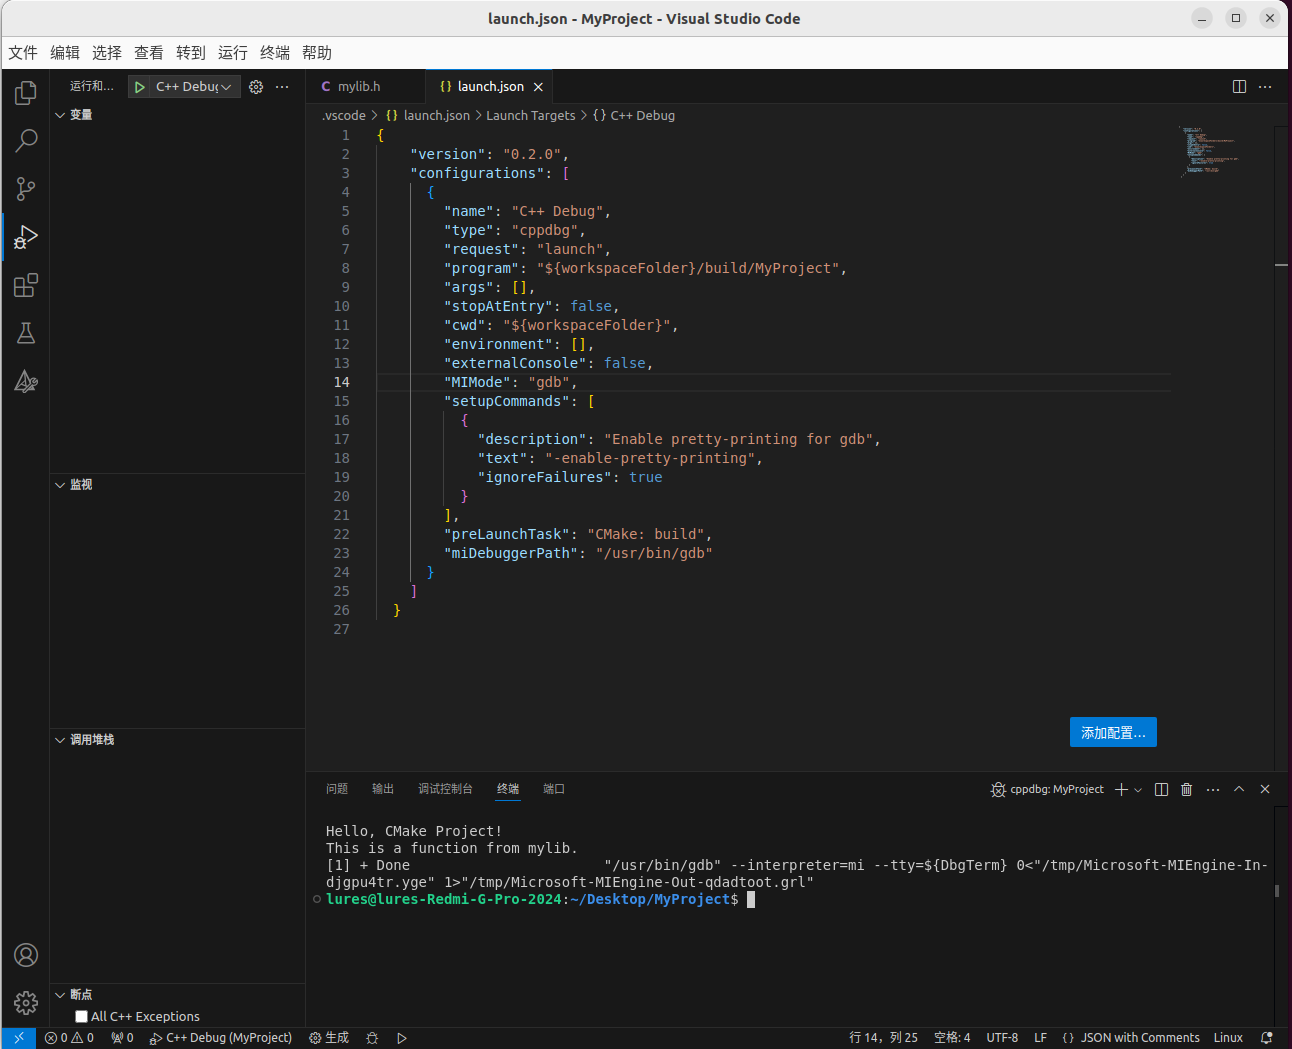 launch.json - MyProject - Visual Studio Code
文件 编辑 选择 查看 转到 运行 终端 帮助
运行和... C++ Debug
mylib.h
launch.json
.vscode > {} launch.json > Launch Targets > {} C++ Debug
变量
监视
调用堆栈
断点
All C++ Exceptions
1 {
2 "version": "0.2.0",
3 "configurations": [
4 {
5 "name": "C++ Debug",
6 "type": "cppdbg",
7 "request": "launch",
8 "program": "${workspaceFolder}/build/MyProject",
9 "args": [],
10 "stopAtEntry": false,
11 "cwd": "${workspaceFolder}",
12 "environment": [],
13 "externalConsole": false,
14 "MIMode": "gdb",
15 "setupCommands": [
16 {
17 "description": "Enable pretty-printing for gdb",
18 "text": "-enable-pretty-printing",
19 "ignoreFailures": true
20 }
21 ],
22 "preLaunchTask": "CMake: build",
23 "miDebuggerPath": "/usr/bin/gdb"
24 }
25 ]
26 }
27
添加配置...
问题 输出 调试控制台 终端 端口
cppdbg: MyProject
Hello, CMake Project!
This is a function from mylib.
[1] + Done "/usr/bin/gdb" --interpreter=mi --tty=${DbgTerm} 0<"/tmp/Microsoft-MIEngine-In-
djgpu4tr.yge" 1>"/tmp/Microsoft-MIEngine-Out-qdadtoot.grl"
lures@lures-Redmi-G-Pro-2024:~/Desktop/MyProject$
0 0 0 C++ Debug (MyProject) 生成 行 14，列 25 空格: 4 UTF-8 LF {} JSON with Comments Linux